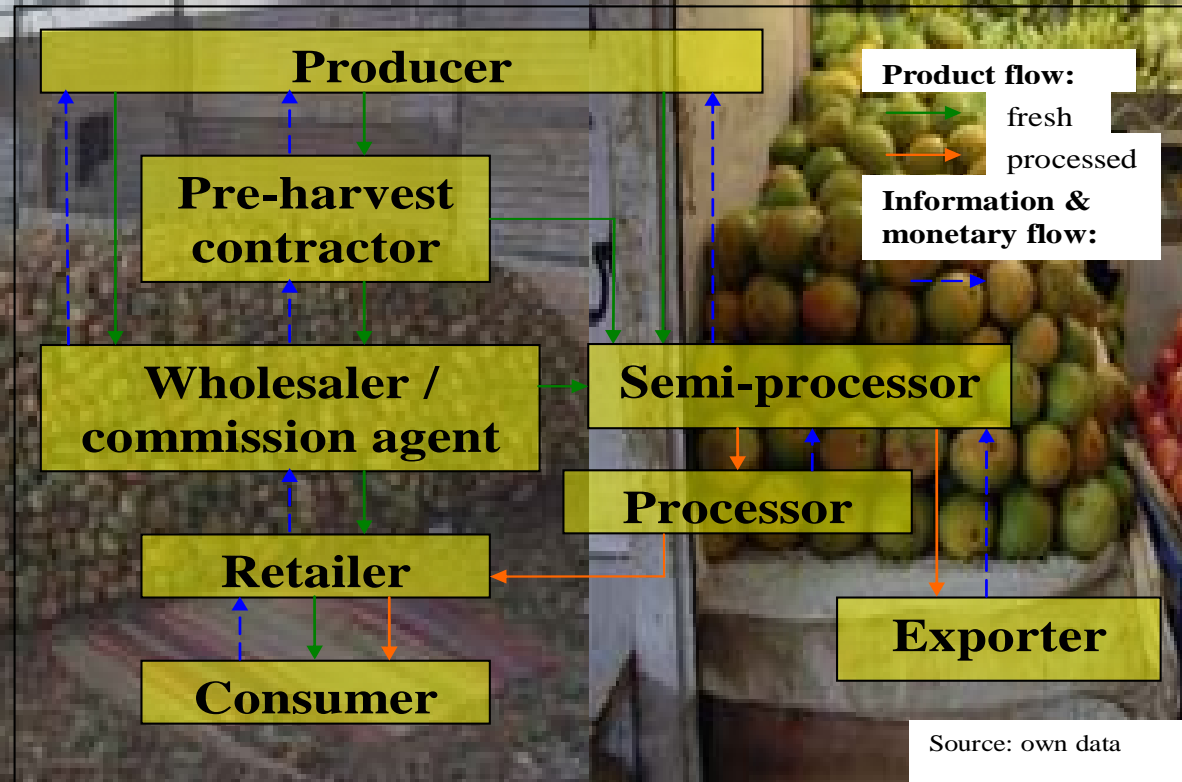 Producer
Product flow:
fresh
processed
Information &
monetary flow:
Pre-harvest
contractor
Wholesaler /
commission agent
Semi-processor
Processor
Retailer
Exporter
Consumer
Source: own data